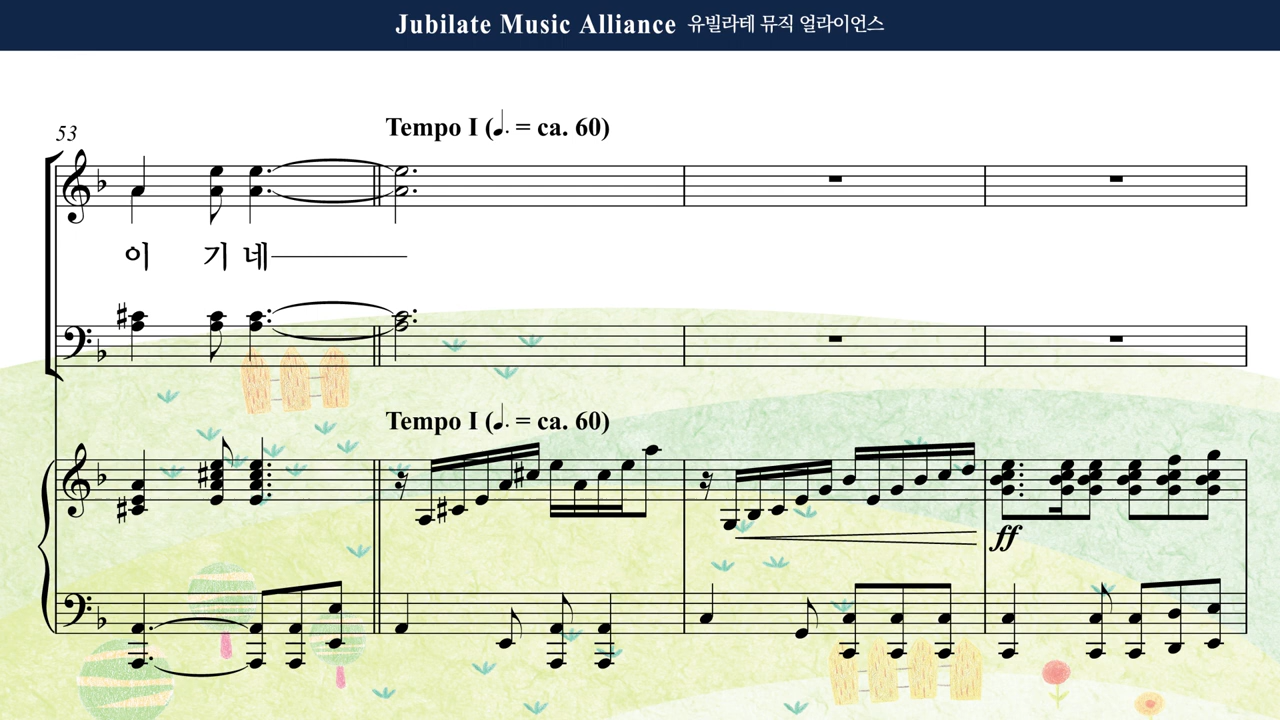 Jubilate Music Alliance 유빌라테 뮤직 얼라이언스
53
Tempo I (♩. = ca. 60)
이 기 네
Tempo I (♩. = ca. 60)
ff